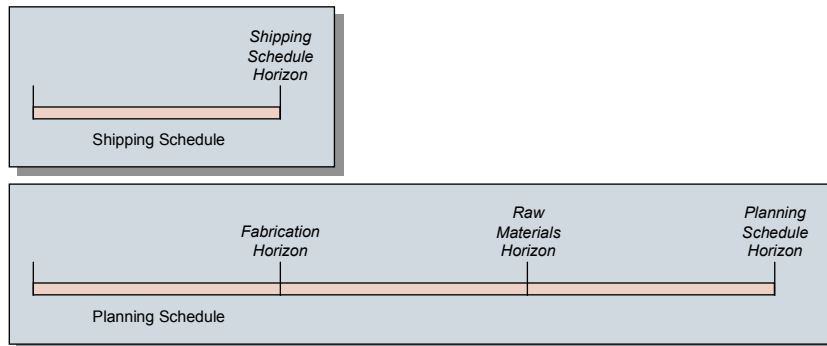 Shipping
Schedule
Horizon
Shipping Schedule
Fabrication
Horizon
Raw
Materials
Horizon
Planning
Schedule
Horizon
Planning Schedule